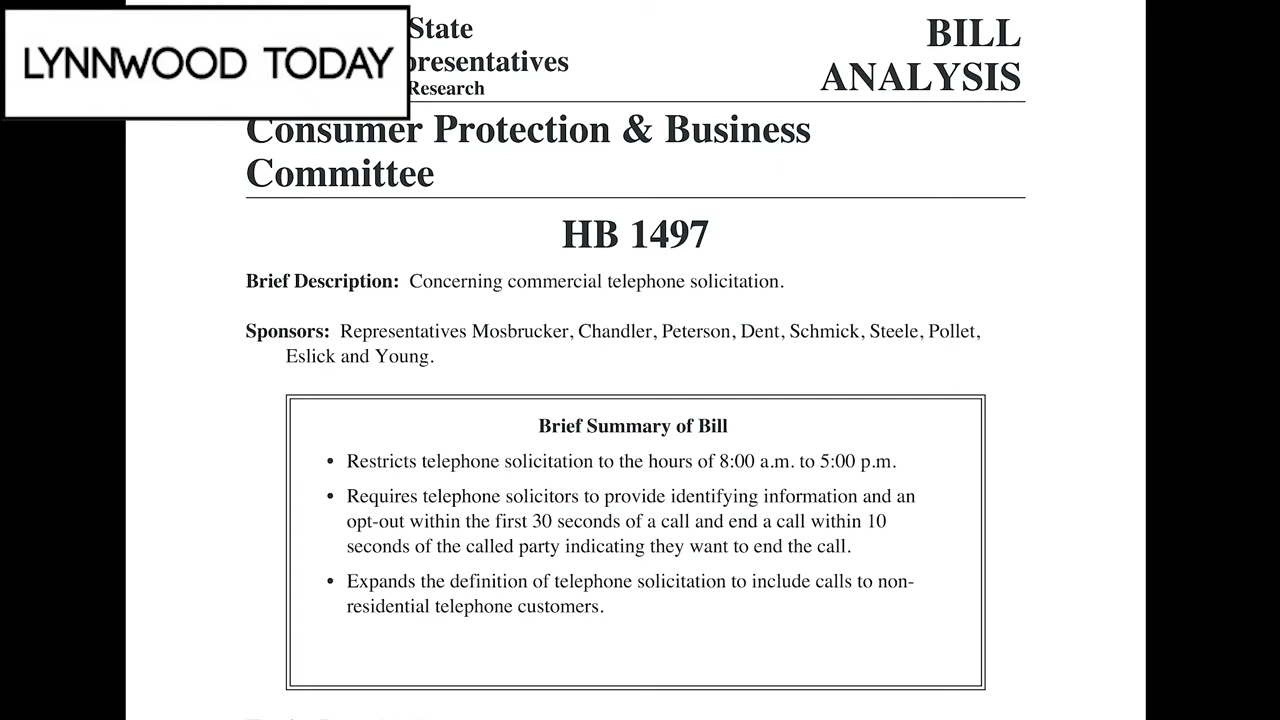 LYNNWOOD TODAY
State
Research
BILL
ANALYSIS
Consumer Protection & Business
Committee
HB 1497
Brief Description: Concerning commercial telephone solicitation.
Sponsors: Representatives Mosbrucker, Chandler, Peterson, Dent, Schmick, Steele, Pollet,
Eslick and Young.
Brief Summary of Bill
• Restricts telephone solicitation to the hours of 8:00 a.m. to 5:00 p.m.
• Requires telephone solicitors to provide identifying information and an
opt-out within the first 30 seconds of a call and end a call within 10
seconds of the called party indicating they want to end the call.
• Expands the definition of telephone solicitation to include calls to non-
residential telephone customers.